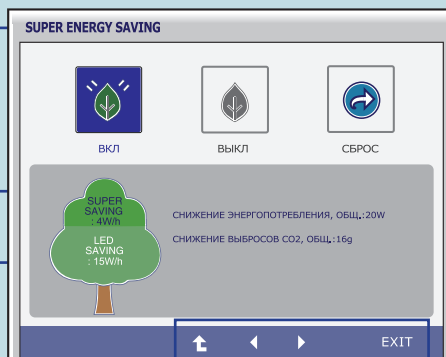 SUPER ENERGY SAVING
ВКЛ
ВЫКЛ
СБРОС
SUPER
SAVING
: 4W/h
LED
SAVING
: 15W/h
СНИЖЕНИЕ ЭНЕРГОПОТРЕБЛЕНИЯ, ОБЩ.:20W
СНИЖЕНИЕ ВЫБРОСОВ CO2, ОБЩ.:16g
EXIT